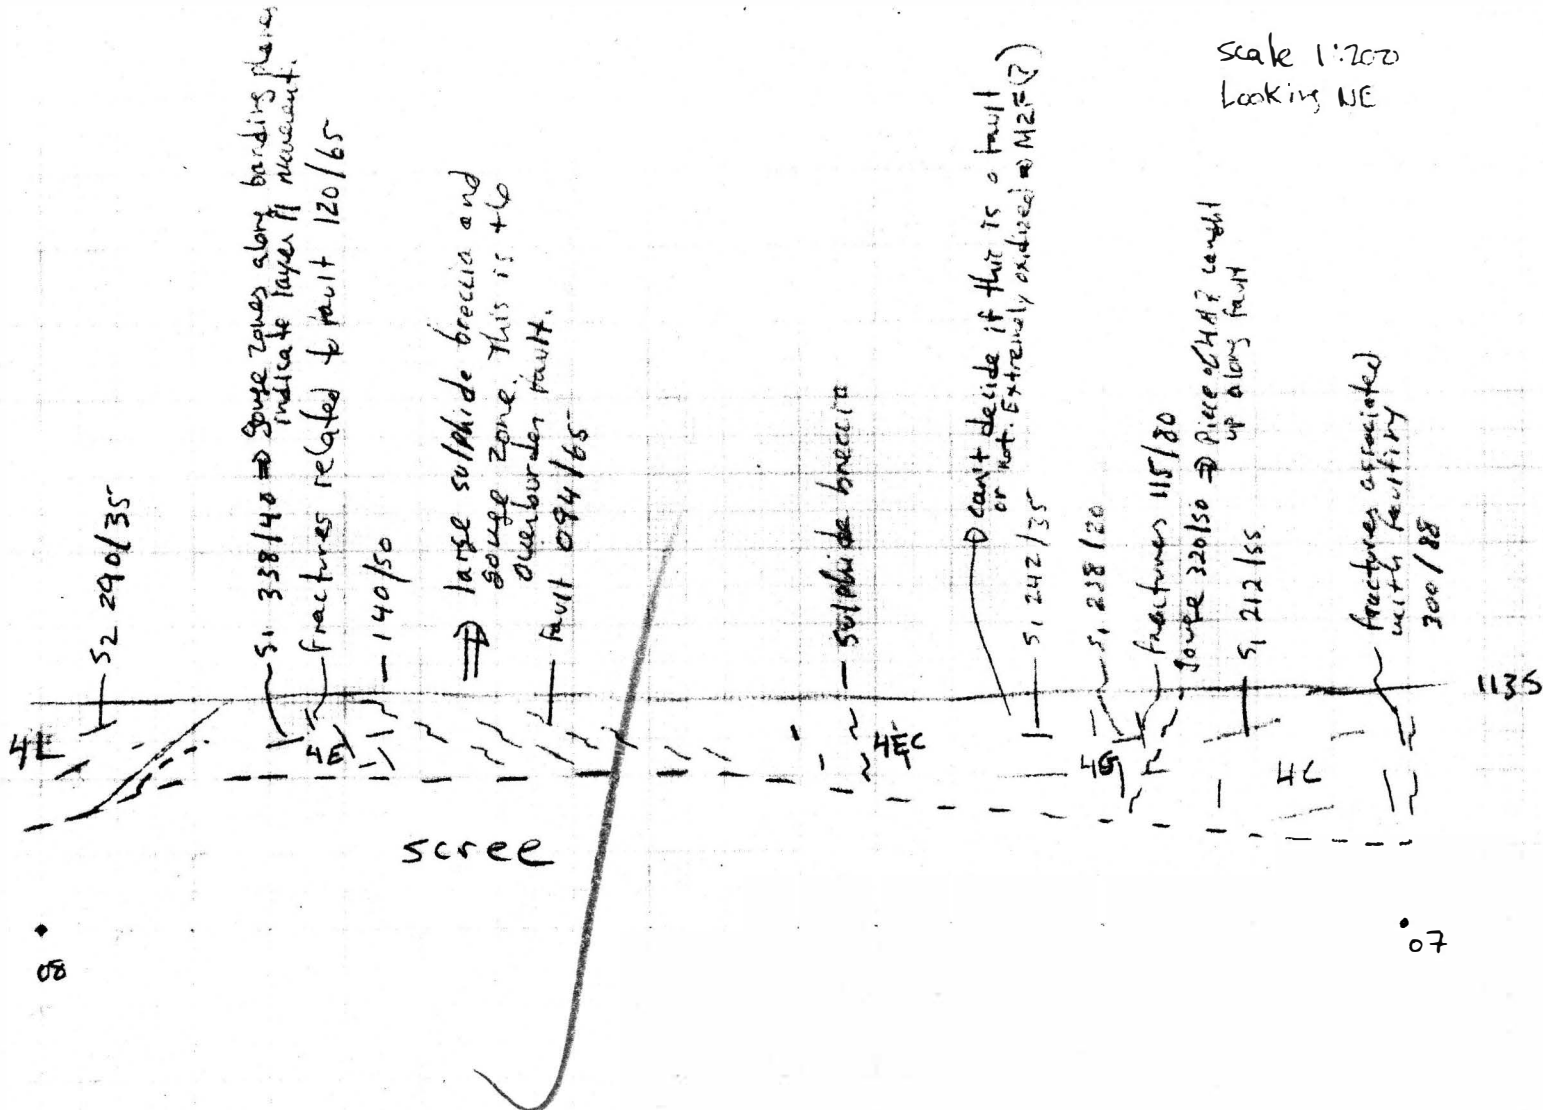 scale 1:200
Looking NE
S2 290/35
S1 338/40 ⇒ gouge zones along banding planes
indicate layer // movement.
fractures related to fault 120/65
140/50
⇒ large sulphide breccia and
gouge zone. This is the
Overburden fault.
fault 094/65
sulphide breccia
can't decide if this is a fault
or not. Extremely oxidized ⇒ M2F(?)
S1 242/35
S1 238/20
fractures 115/80
gouge 320/50 ⇒ Piece of 4A? caught
up along fault
S1 212/55
fractures associated
with faulting
300/88
1135
4L
4E
4EC
4G
4C
scree
08
07